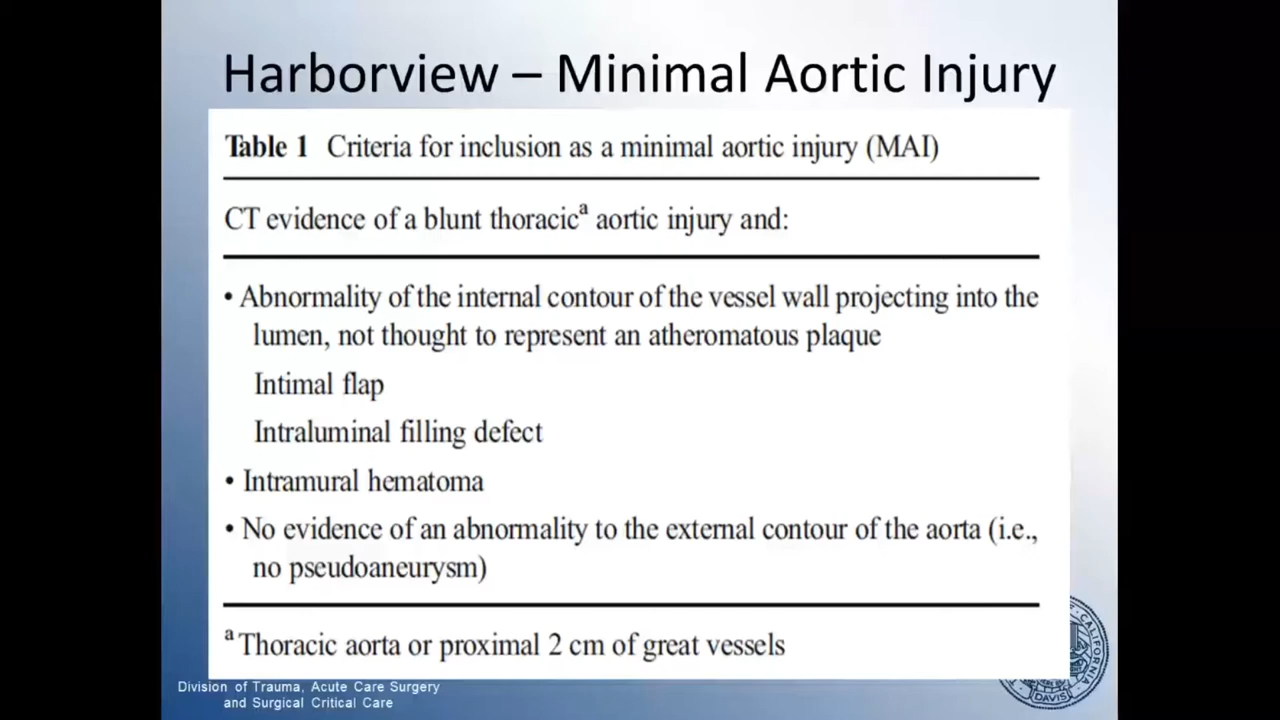 Harborview – Minimal Aortic Injury
Table 1 Criteria for inclusion as a minimal aortic injury (MAI)
CT evidence of a blunt thoracicª aortic injury and:
• Abnormality of the internal contour of the vessel wall projecting into the
lumen, not thought to represent an atheromatous plaque
Intimal flap
Intraluminal filling defect
• Intramural hematoma
• No evidence of an abnormality to the external contour of the aorta (i.e.,
no pseudoaneurysm)
ª Thoracic aorta or proximal 2 cm of great vessels
Division of Trauma, Acute Care Surgery
and Surgical Critical Care
CALIFORNIA
DAVIS